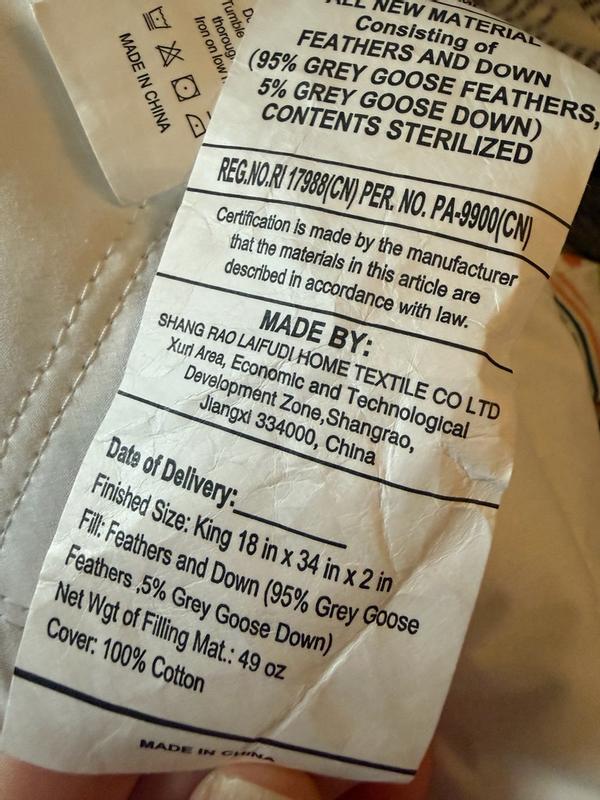 ALL NEW MATERIAL
Consisting of
FEATHERS AND DOWN
(95% GREY GOOSE FEATHERS,
5% GREY GOOSE DOWN)
CONTENTS STERILIZED
REG.NO.RI 17988(CN) PER. NO. PA-9900(CN)
Certification is made by the manufacturer
that the materials in this article are
described in accordance with law.
MADE BY:
SHANG RAO LAIFUDI HOME TEXTILE CO LTD
Xuri Area, Economic and Technological
Development Zone,Shangrao,
Jiangxi 334000, China
Date of Delivery:
Finished Size: King 18 in x 34 in x 2 in
Fill: Feathers and Down (95% Grey Goose
Feathers ,5% Grey Goose Down)
Net Wgt of Filling Mat.: 49 oz
Cover: 100% Cotton
MADE IN CHINA
Tumble
thoroug
Iron on low
MADE IN CHINA